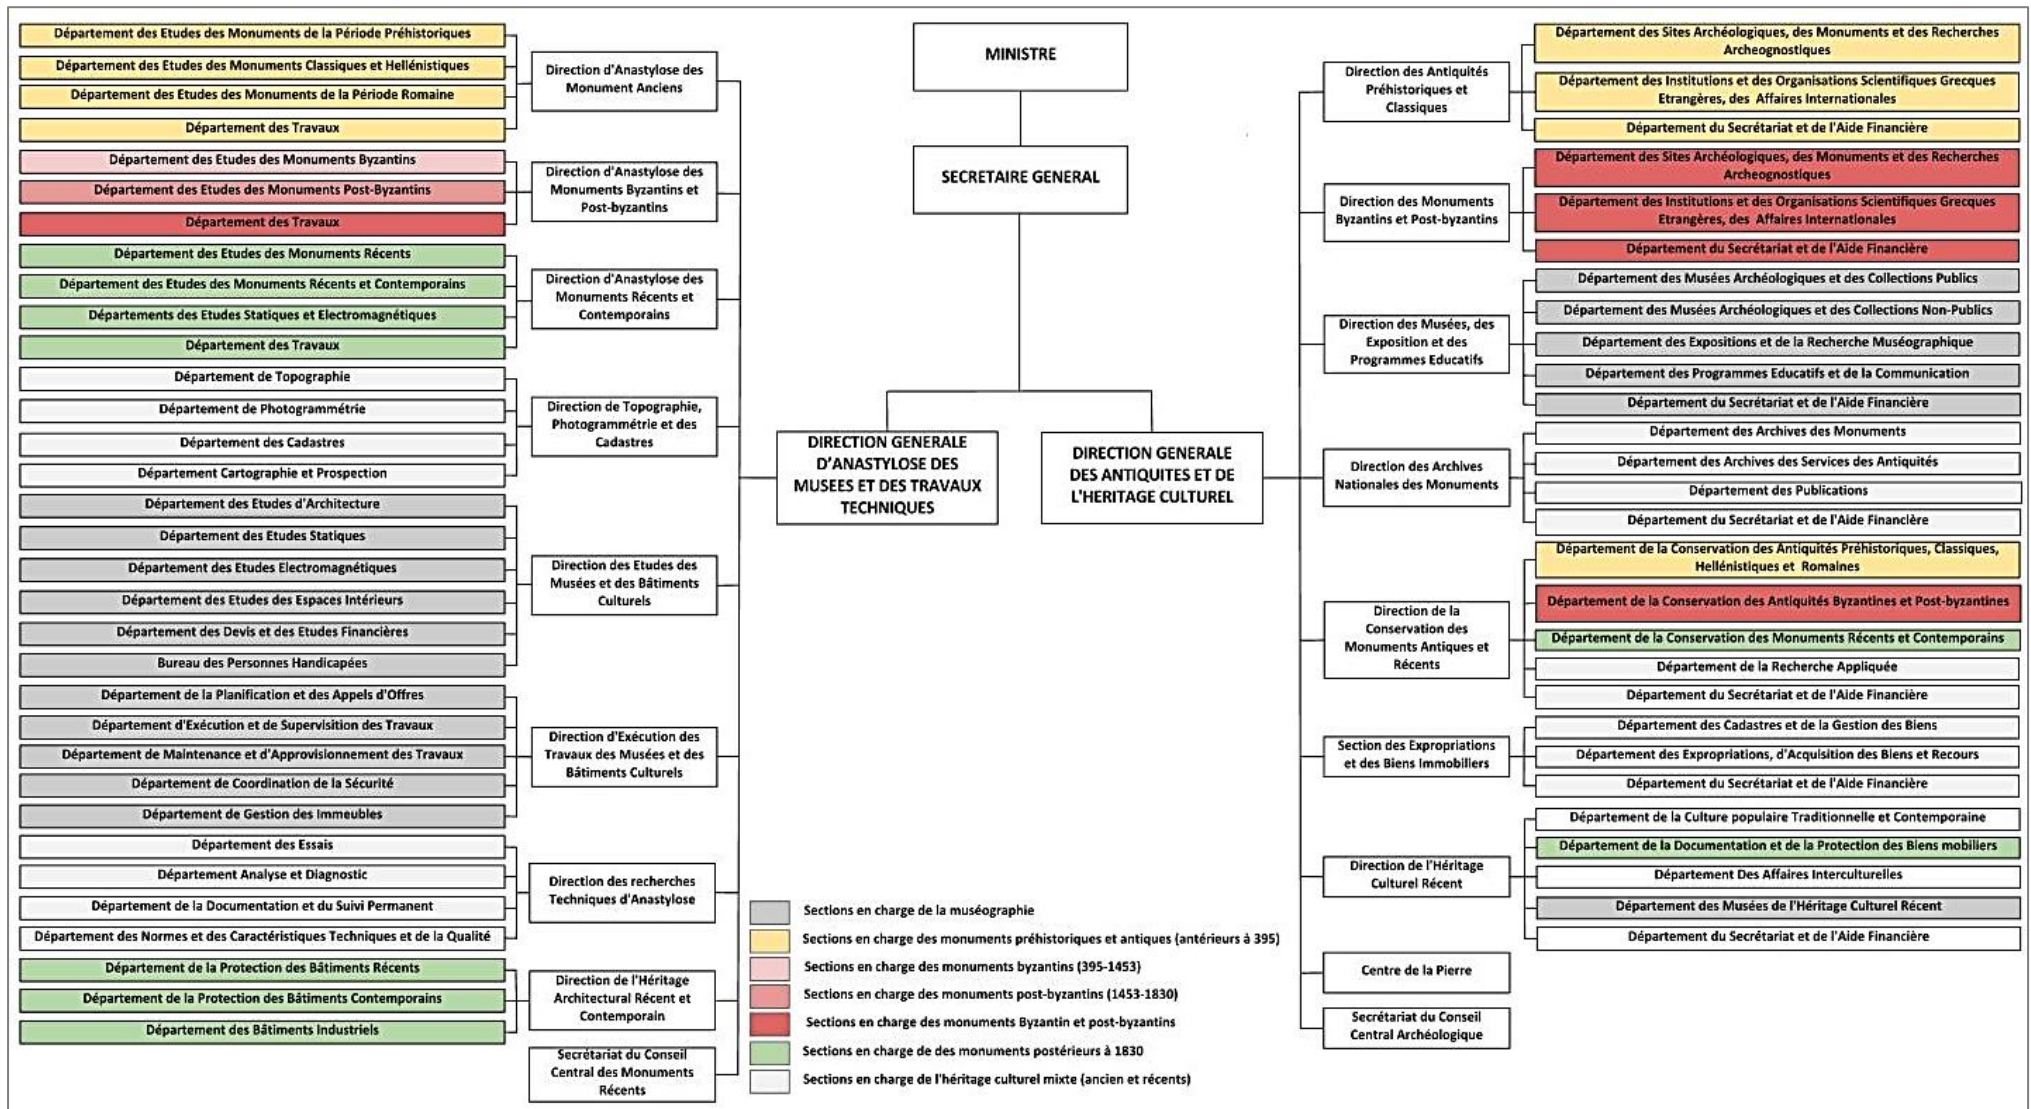 MINISTRE
SECRETAIRE GENERAL
DIRECTION GENERALE
D'ANASTYLOSE DES
MUSEES ET DES TRAVAUX
TECHNIQUES
DIRECTION GENERALE
DES ANTIQUITES ET DE
L'HERITAGE CULTUREL
Direction d'Anastylose des
Monument Anciens
Département des Etudes des Monuments de la Période Préhistoriques
Département des Etudes des Monuments Classiques et Hellénistiques
Département des Etudes des Monuments de la Période Romaine
Département des Travaux
Direction d'Anastylose des
Monuments Byzantins et
Post-byzantins
Département des Etudes des Monuments Byzantins
Département des Etudes des Monuments Post-Byzantins
Département des Travaux
Direction d'Anastylose des
Monuments Récents et
Contemporains
Département des Etudes des Monuments Récents
Département des Etudes des Monuments Récents et Contemporains
Départements des Etudes Statiques et Electromagnétiques
Département des Travaux
Direction de Topographie,
Photogrammétrie et des
Cadastres
Département de Topographie
Département de Photogrammétrie
Département des Cadastres
Département Cartographie et Prospection
Direction des Etudes des
Musées et des Bâtiments
Culturels
Département des Etudes d'Architecture
Département des Etudes Statiques
Département des Etudes Electromagnétiques
Département des Etudes des Espaces Intérieurs
Département des Devis et des Etudes Financières
Bureau des Personnes Handicapées
Direction d'Exécution des
Travaux des Musées et des
Bâtiments Culturels
Département de la Planification et des Appels d'Offres
Département d'Exécution et de Supervision des Travaux
Département de Maintenance et d'Approvisionnement des Travaux
Département de Coordination de la Sécurité
Département de Gestion des Immeubles
Direction des recherches
Techniques d'Anastylose
Département des Essais
Département Analyse et Diagnostic
Département de la Documentation et du Suivi Permanent
Département des Normes et des Caractéristiques Techniques et de la Qualité
Direction de l'Héritage
Architectural Récent et
Contemporain
Département de la Protection des Bâtiments Récents
Département de la Protection des Bâtiments Contemporains
Département des Bâtiments Industriels
Secrétariat du Conseil
Central des Monuments
Récents
Direction des Antiquités
Préhistoriques et
Classiques
Département des Sites Archéologiques, des Monuments et des Recherches
Archeognostiques
Département des Institutions et des Organisations Scientifiques Grecques
Etrangères, des Affaires Internationales
Département du Secrétariat et de l'Aide Financière
Direction des Monuments
Byzantins et Post-byzantins
Département des Sites Archéologiques, des Monuments et des Recherches
Archeognostiques
Département des Institutions et des Organisations Scientifiques Grecques
Etrangères, des Affaires Internationales
Département du Secrétariat et de l'Aide Financière
Direction des Musées, des
Exposition et des
Programmes Educatifs
Département des Musées Archéologiques et des Collections Publics
Département des Musées Archéologiques et des Collections Non-Publics
Département des Expositions et de la Recherche Muséographique
Département des Programmes Educatifs et de la Communication
Département du Secrétariat et de l'Aide Financière
Direction des Archives
Nationales des Monuments
Département des Archives des Monuments
Département des Archives des Services des Antiquités
Département des Publications
Département du Secrétariat et de l'Aide Financière
Direction de la
Conservation des
Monuments Antiques et
Récents
Département de la Conservation des Antiquités Préhistoriques, Classiques,
Hellénistiques et Romaines
Département de la Conservation des Antiquités Byzantines et Post-byzantines
Département de la Conservation des Monuments Récents et Contemporains
Département de la Recherche Appliquée
Département du Secrétariat et de l'Aide Financière
Section des Expropriations
et des Biens Immobiliers
Département des Cadastres et de la Gestion des Biens
Département des Expropriations, d'Acquisition des Biens et Recours
Département du Secrétariat et de l'Aide Financière
Direction de l'Héritage
Culturel Récent
Département de la Culture populaire Traditionnelle et Contemporaine
Département de la Documentation et de la Protection des Biens mobiliers
Département Des Affaires Interculturelles
Département des Musées de l'Héritage Culturel Récent
Département du Secrétariat et de l'Aide Financière
Centre de la Pierre
Secrétariat du Conseil
Central Archéologique
Sections en charge de la muséographie
Sections en charge des monuments préhistoriques et antiques (antérieurs à 395)
Sections en charge des monuments byzantins (395-1453)
Sections en charge des monuments post-byzantins (1453-1830)
Sections en charge des monuments Byzantin et post-byzantins
Sections en charge de des monuments postérieurs à 1830
Sections en charge de l'héritage culturel mixte (ancien et récents)